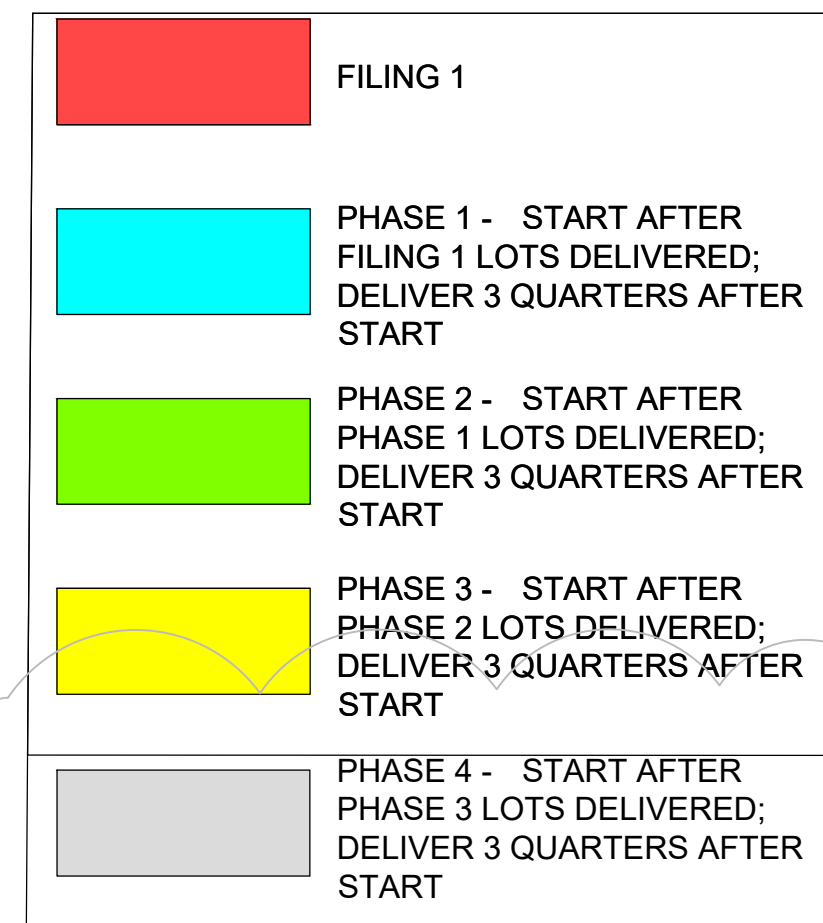 FILING 1
PHASE 1 - START AFTER
FILING 1 LOTS DELIVERED;
DELIVER 3 QUARTERS AFTER
START
PHASE 2 - START AFTER
PHASE 1 LOTS DELIVERED;
DELIVER 3 QUARTERS AFTER
START
PHASE 3 - START AFTER
PHASE 2 LOTS DELIVERED;
DELIVER 3 QUARTERS AFTER
START
PHASE 4 - START AFTER
PHASE 3 LOTS DELIVERED;
DELIVER 3 QUARTERS AFTER
START